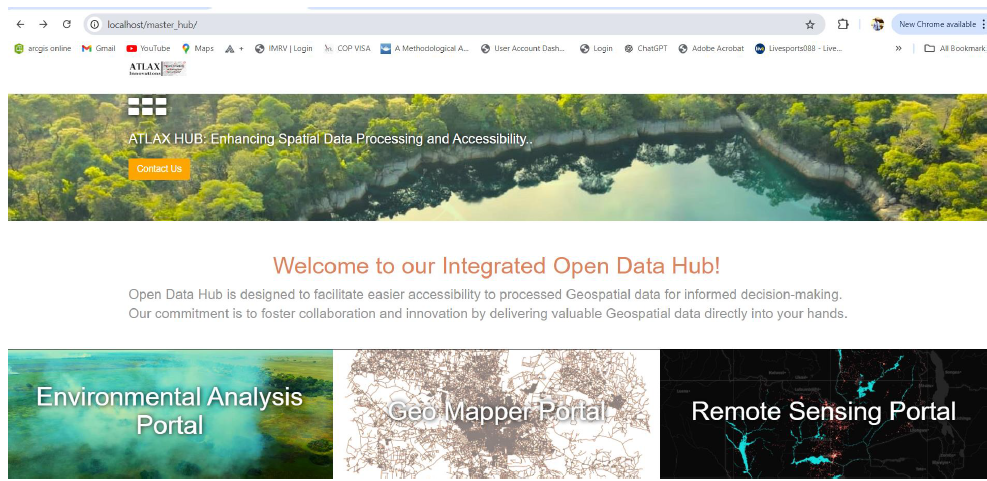 localhost/master_hub/
New Chrome available
arcgis online
Gmail
YouTube
Maps
+
IMRV | Login
COP VISA
A Methodological A...
User Account Dash...
Login
ChatGPT
Adobe Acrobat
Livesports088 - Live...
»
All Bookmark
ATLAX
Innovations
ATLAX HUB: Enhancing Spatial Data Processing and Accessibility..
Contact Us
Welcome to our Integrated Open Data Hub!
Open Data Hub is designed to facilitate easier accessibility to processed Geospatial data for informed decision-making.
Our commitment is to foster collaboration and innovation by delivering valuable Geospatial data directly into your hands.
Environmental Analysis
Portal
Geo Mapper Portal
Remote Sensing Portal